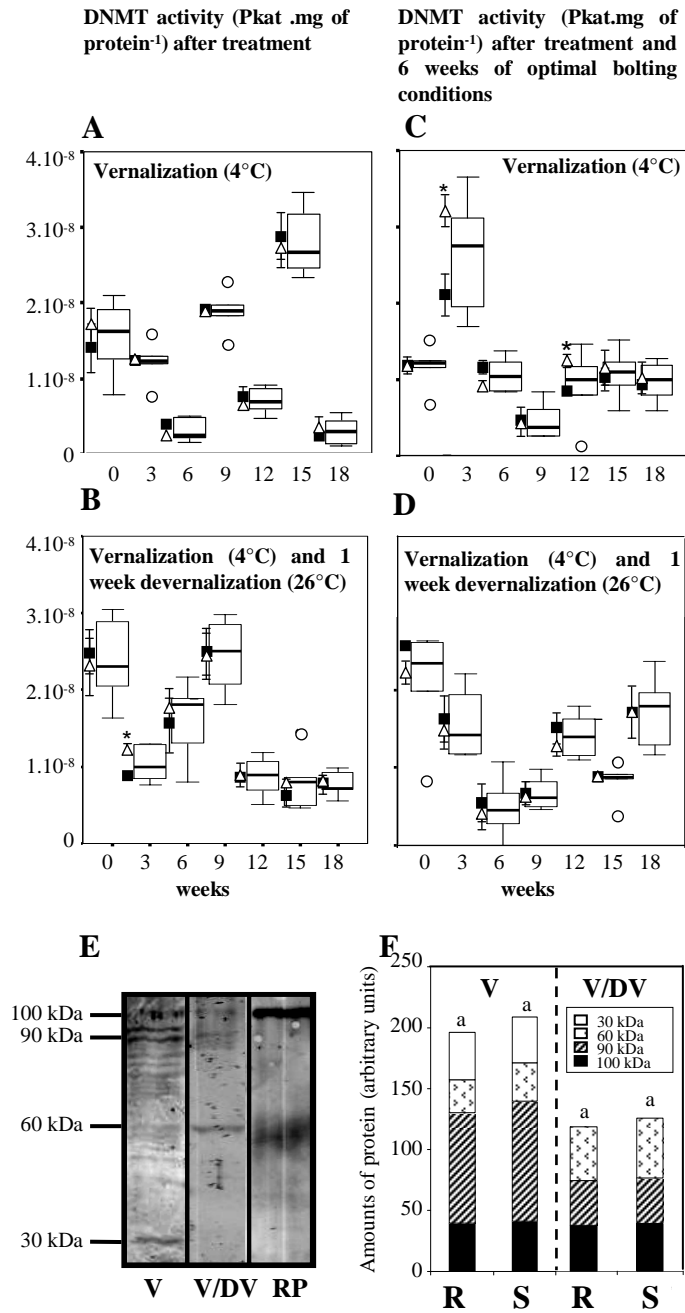 DNMT activity (Pkat .mg of
protein-1) after treatment
DNMT activity (Pkat.mg of
protein-1) after treatment and
6 weeks of optimal bolting
conditions
A
C
4.10-8
3.10-8
2.10-8
1.10-8
0
Vernalization (4°C)
0 3 6 9 12 15 18
Vernalization (4°C)
*
*
0 3 6 9 12 15 18
B
D
4.10-8
3.10-8
2.10-8
1.10-8
0
Vernalization (4°C) and 1
week devernalization (26°C)
*
0 3 6 9 12 15 18
weeks
Vernalization (4°C) and 1
week devernalization (26°C)
0 3 6 9 12 15 18
weeks
E
100 kDa
90 kDa
60 kDa
30 kDa
V V/DV RP
F
Amounts of protein (arbitrary units)
250
200
150
100
50
0
V V/DV
30 kDa
60 kDa
90 kDa
100 kDa
a a a a
R S R S